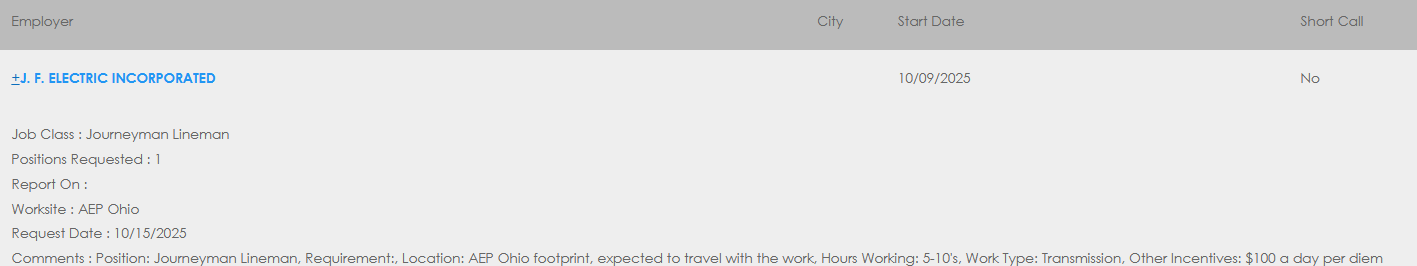 Employer City Start Date Short Call
+J. F. ELECTRIC INCORPORATED 10/09/2025 No
Job Class : Journeyman Lineman
Positions Requested : 1
Report On :
Worksite : AEP Ohio
Request Date : 10/15/2025
Comments : Position: Journeyman Lineman, Requirement:, Location: AEP Ohio footprint, expected to travel with the work, Hours Working: 5-10's, Work Type: Transmission, Other Incentives: $100 a day per diem